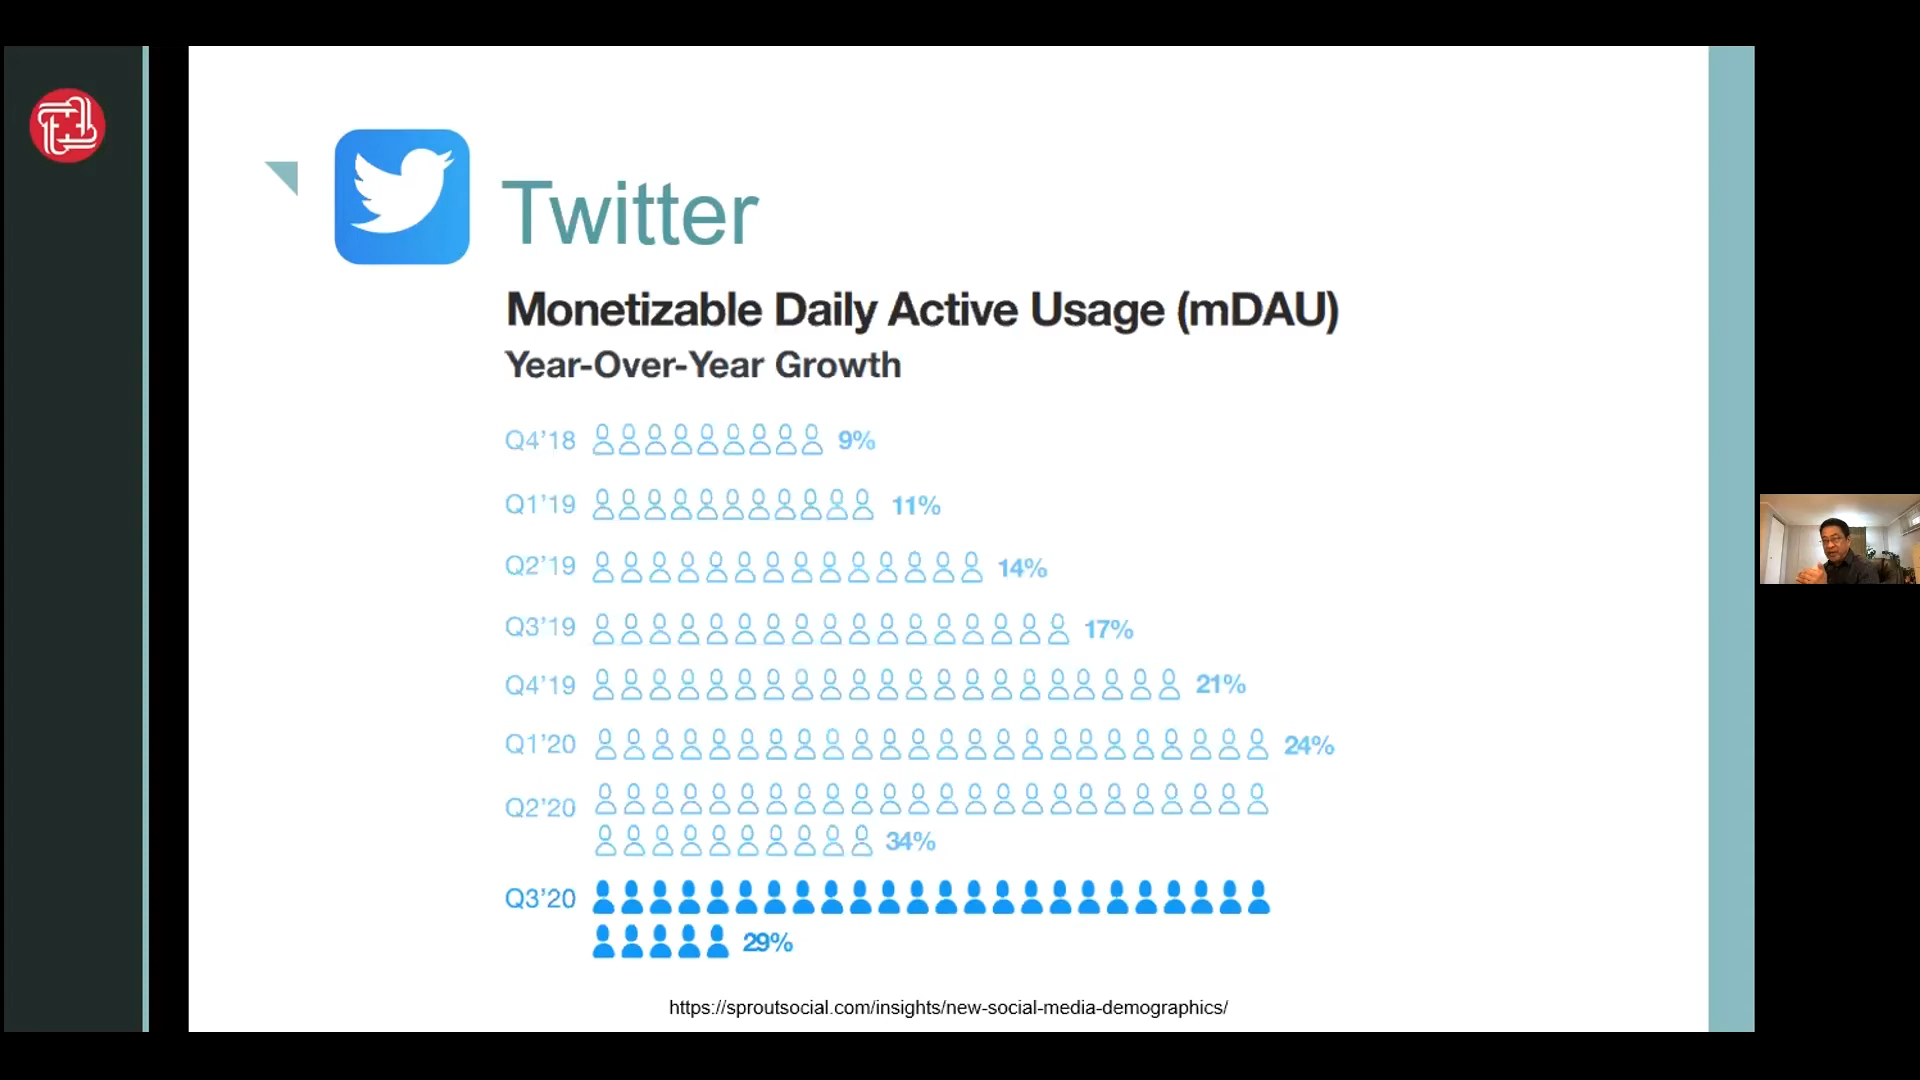 Twitter
Monetizable Daily Active Usage (mDAU)
Year-Over-Year Growth
Q4'18 9%
Q1'19 11%
Q2'19 14%
Q3'19 17%
Q4'19 21%
Q1'20 24%
Q2'20
34%
Q3'20
29%
https://sproutsocial.com/insights/new-social-media-demographics/